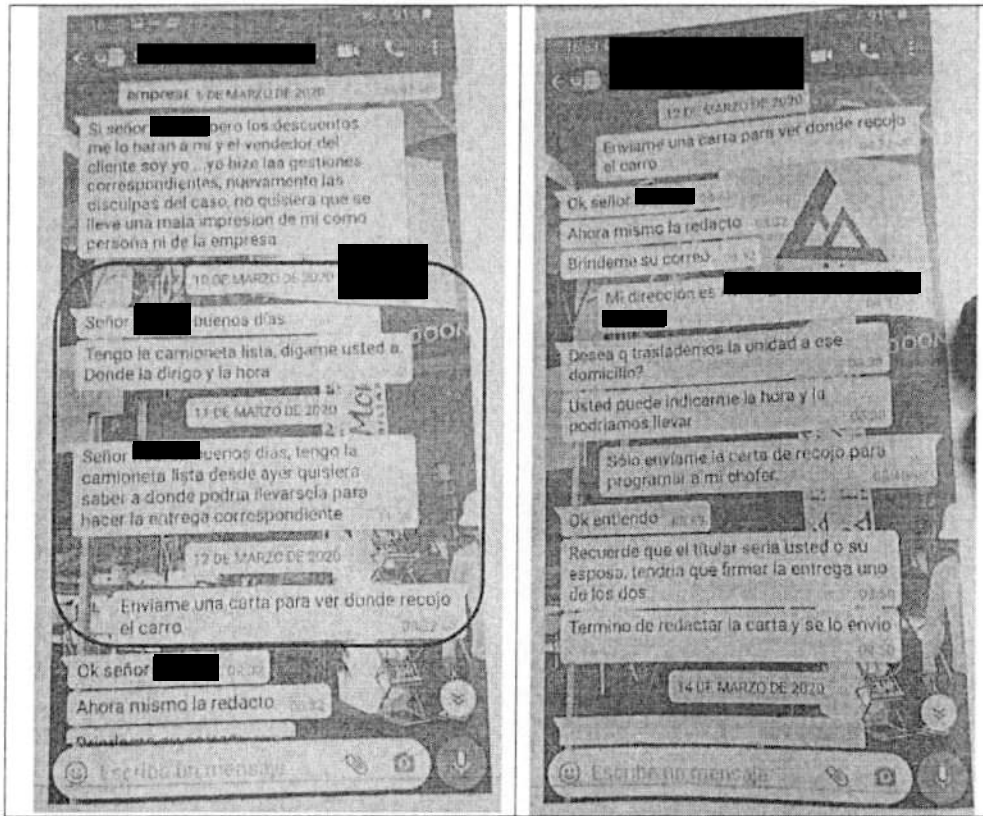 empresa
5 DE MARZO DE 2020
Si señor pero los descuentos
me lo haran a mi y el vendedor del
cliente soy yo ...yo hize las gestiones
correspondientes, nuevamente las
disculpas del caso, no quisiera que se
lleve una mala impresion de mi como
persona ni de la empresa
10 DE MARZO DE 2020
Señor buenos días
Tengo la camioneta lista, digame usted a
Donde la dirigo y la hora
11 DE MARZO DE 2020
Señor buenos dias, tengo la
camioneta lista desde ayer quisiera
saber a donde podria llevarsela para
hacer la entrega correspondiente
12 DE MARZO DE 2020
Enviame una carta para ver donde recojo
el carro
Ok señor
Ahora mismo la redacto
Escribe un mensaje
12 DE MARZO DE 2020
Enviame una carta para ver donde recojo
el carro
Ok señor
Ahora mismo la redacto
Brindeme su correo
Mi dirección es
Desea q traslademos la unidad a ese
domicilio?
Usted puede indicarme la hora y la
podriamos llevar
Sólo envíame la carta de recojo para
programar a mi chofer
Ok entiendo
Recuerde que el titular seria usted o su
esposa, tendria que firmar la entrega uno
de los dos
Termino de redactar la carta y se lo envio
14 DE MARZO DE 2020
Escribe un mensaje